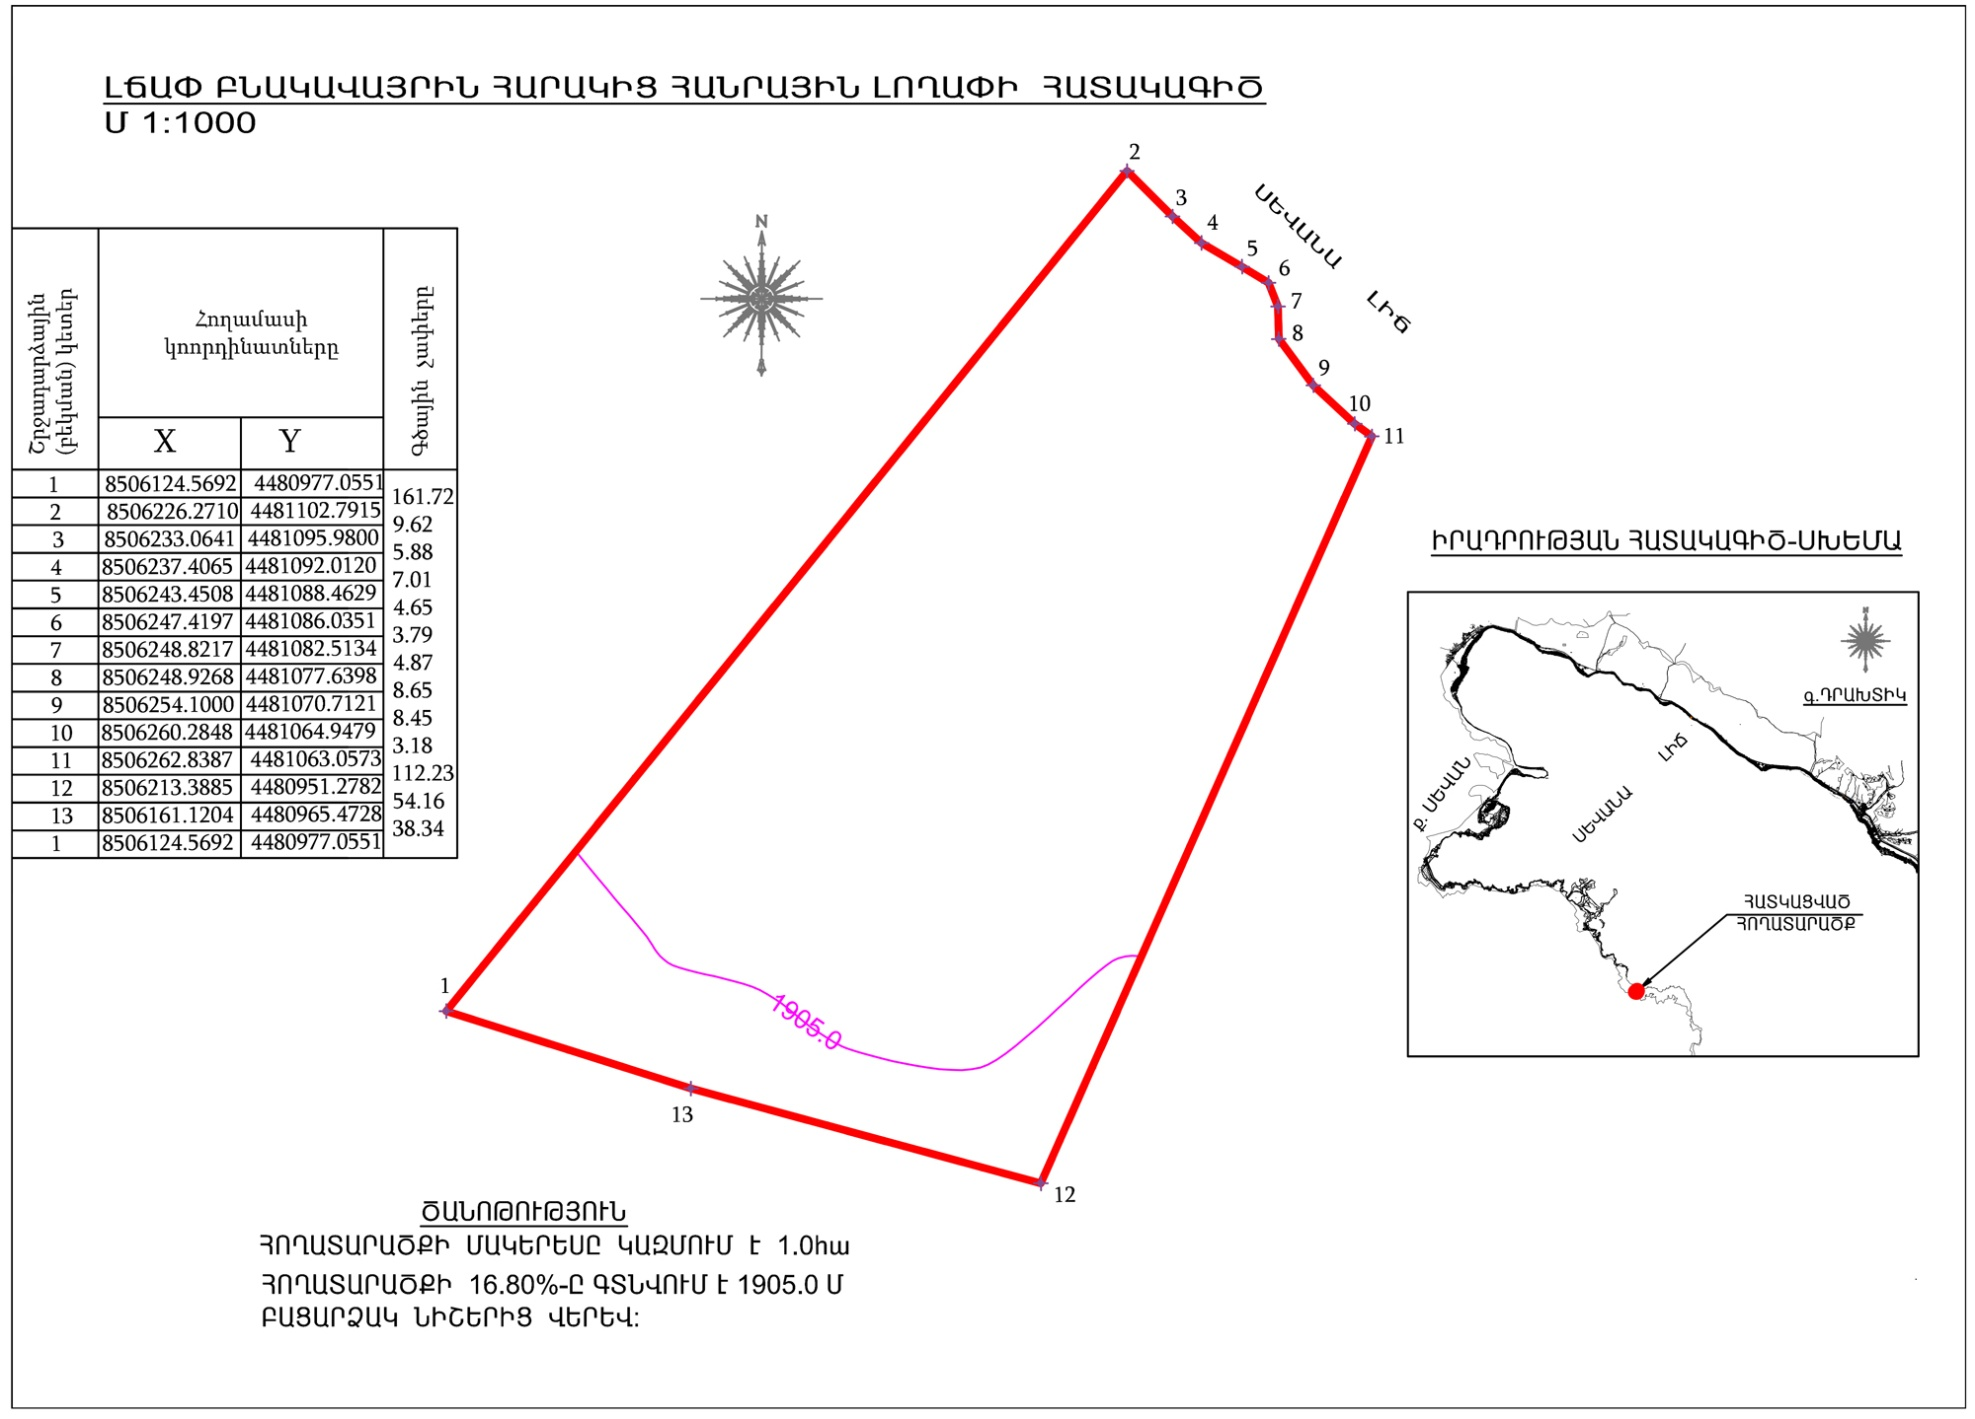 ԼՃԱՓ ԲՆԱԿԱՎԱՅՐԻՆ ՀԱՐԱԿԻՑ ՀԱՆՐԱՅԻՆ ԼՈՂԱՓԻ ՀԱՏԱԿԱԳԻԾ
Մ 1:1000
Շրջադարձային
(բեկման) կետեր
Հողամասի
կոորդինատները
Գծային չափերը
X Y
1 8506124.5692 4480977.0551
161.72
2 8506226.2710 4481102.7915
9.62
3 8506233.0641 4481095.9800
5.88
4 8506237.4065 4481092.0120
7.01
5 8506243.4508 4481088.4629
4.65
6 8506247.4197 4481086.0351
3.79
7 8506248.8217 4481082.5134
4.87
8 8506248.9268 4481077.6398
8.65
9 8506254.1000 4481070.7121
8.45
10 8506260.2848 4481064.9479
3.18
11 8506262.8387 4481063.0573
112.23
12 8506213.3885 4480951.2782
54.16
13 8506161.1204 4480965.4728
38.34
1 8506124.5692 4480977.0551
N
2
3
4
5
6
7
8
9
10
11
12
13
1
ՍԵՎԱՆԱ
ԼԻՃ
1905.0
ԻՐԱԴՐՈՒԹՅԱՆ ՀԱՏԱԿԱԳԻԾ-ՍԽԵՄԱ
N
գ.ԴՐԱԽՏԻԿ
ԼԻՃ
ք. ՍԵՎԱՆ
ՍԵՎԱՆԱ
ՀԱՏԿԱՑՎԱԾ
ՀՈՂԱՏԱՐԱԾՔ
ԾԱՆՈԹՈՒԹՅՈՒՆ
ՀՈՂԱՏԱՐԱԾՔԻ ՄԱԿԵՐԵՍԸ ԿԱԶՄՈՒՄ է 1.0հա
ՀՈՂԱՏԱՐԱԾՔԻ 16.80%-Ը ԳՏՆՎՈՒՄ է 1905.0 Մ
ԲԱՑԱՐՁԱԿ ՆԻՇԵՐԻՑ ՎԵՐԵՎ: